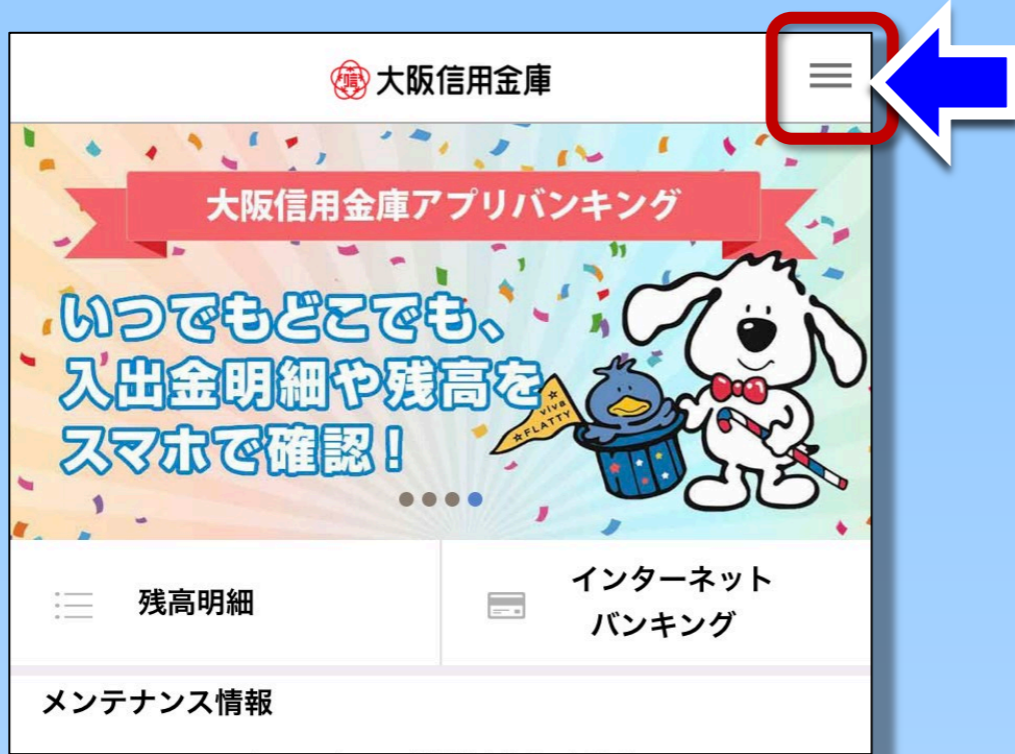 大阪信用金庫
大阪信用金庫アプリバンキング
いつでもどこでも、
入出金明細や残高を
スマホで確認!
viva
FLATTY
残高明細
インターネット
バンキング
メンテナンス情報